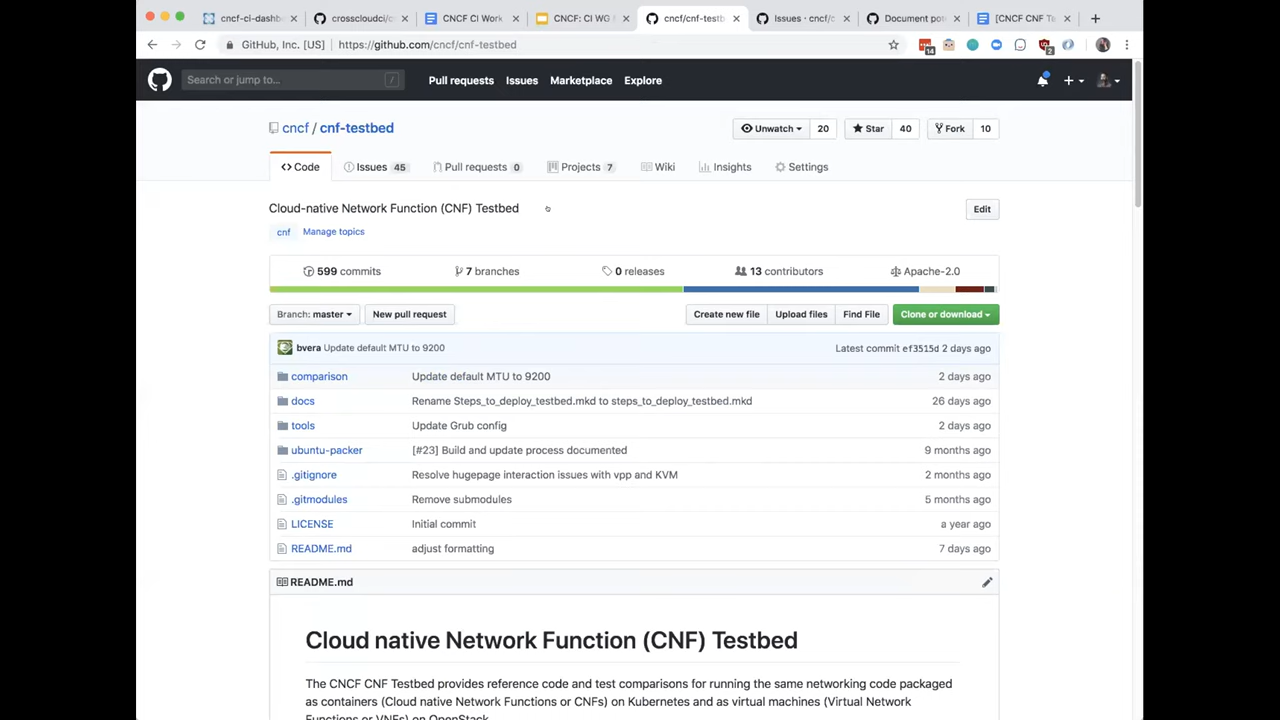 cncf-ci-dashb
crosscloudci/c
CNCF CI Work
CNCF: CI WG
cncf/cnf-testb
Issues · cncf/c
Document po
[CNCF CNF T
GitHub, Inc. [US] https://github.com/cncf/cnf-testbed
14
2
Search or jump to... /
Pull requests Issues Marketplace Explore
cncf / cnf-testbed
Unwatch 20 Star 40 Fork 10
Code Issues 45 Pull requests 0 Projects 7 Wiki Insights Settings
Cloud-native Network Function (CNF) Testbed Edit
cnf Manage topics
599 commits 7 branches 0 releases 13 contributors Apache-2.0
Branch: master New pull request Create new file Upload files Find File Clone or download
bvera Update default MTU to 9200 Latest commit ef3515d 2 days ago
comparison Update default MTU to 9200 2 days ago
docs Rename Steps_to_deploy_testbed.mkd to steps_to_deploy_testbed.mkd 26 days ago
tools Update Grub config 2 days ago
ubuntu-packer [#23] Build and update process documented 9 months ago
.gitignore Resolve hugepage interaction issues with vpp and KVM 2 months ago
.gitmodules Remove submodules 5 months ago
LICENSE Initial commit a year ago
README.md adjust formatting 7 days ago
README.md
Cloud native Network Function (CNF) Testbed
The CNCF CNF Testbed provides reference code and test comparisons for running the same networking code packaged
as containers (Cloud native Network Functions or CNFs) on Kubernetes and as virtual machines (Virtual Network
Functions or VNFs) on OpenStack.